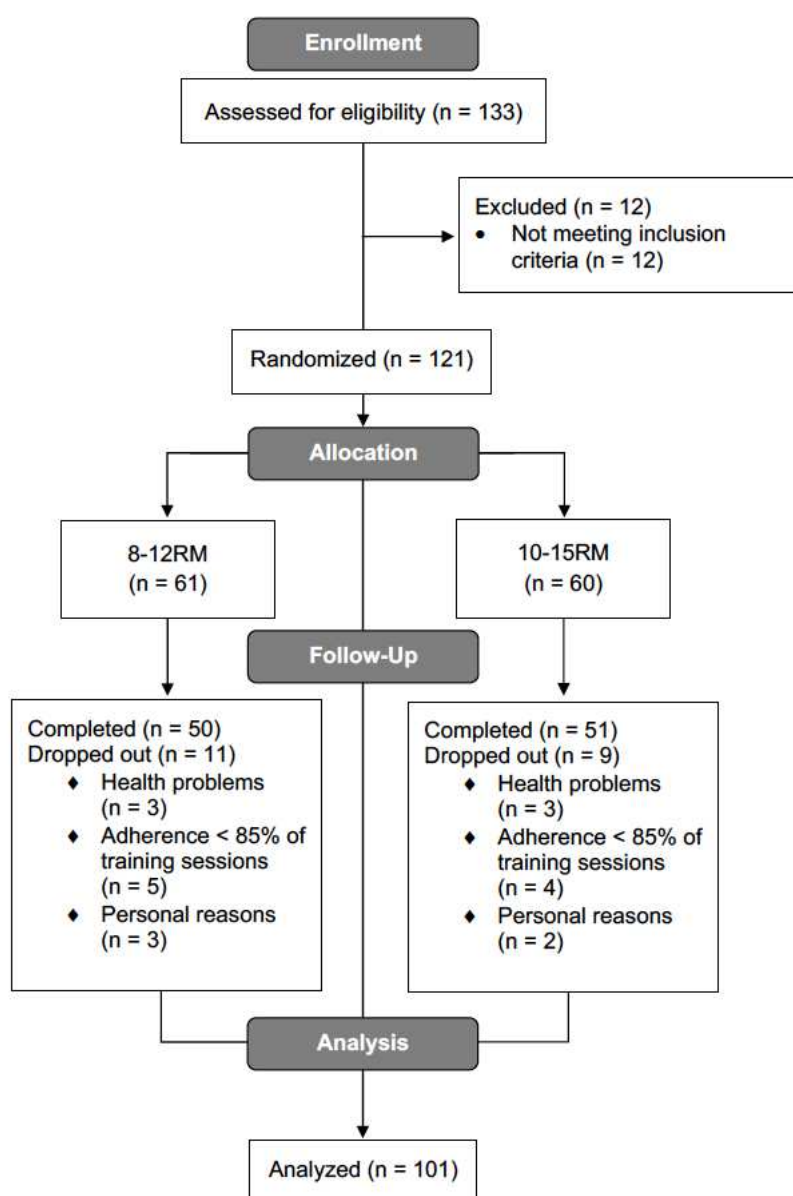 Enrollment
Assessed for eligibility (n = 133)
Excluded (n = 12)
• Not meeting inclusion
criteria (n = 12)
Randomized (n = 121)
Allocation
8-12RM
(n = 61)
10-15RM
(n = 60)
Follow-Up
Completed (n = 50)
Dropped out (n = 11)
♦ Health problems
(n = 3)
♦ Adherence < 85% of
training sessions
(n = 5)
♦ Personal reasons
(n = 3)
Completed (n = 51)
Dropped out (n = 9)
♦ Health problems
(n = 3)
♦ Adherence < 85% of
training sessions
(n = 4)
♦ Personal reasons
(n = 2)
Analysis
Analyzed (n = 101)